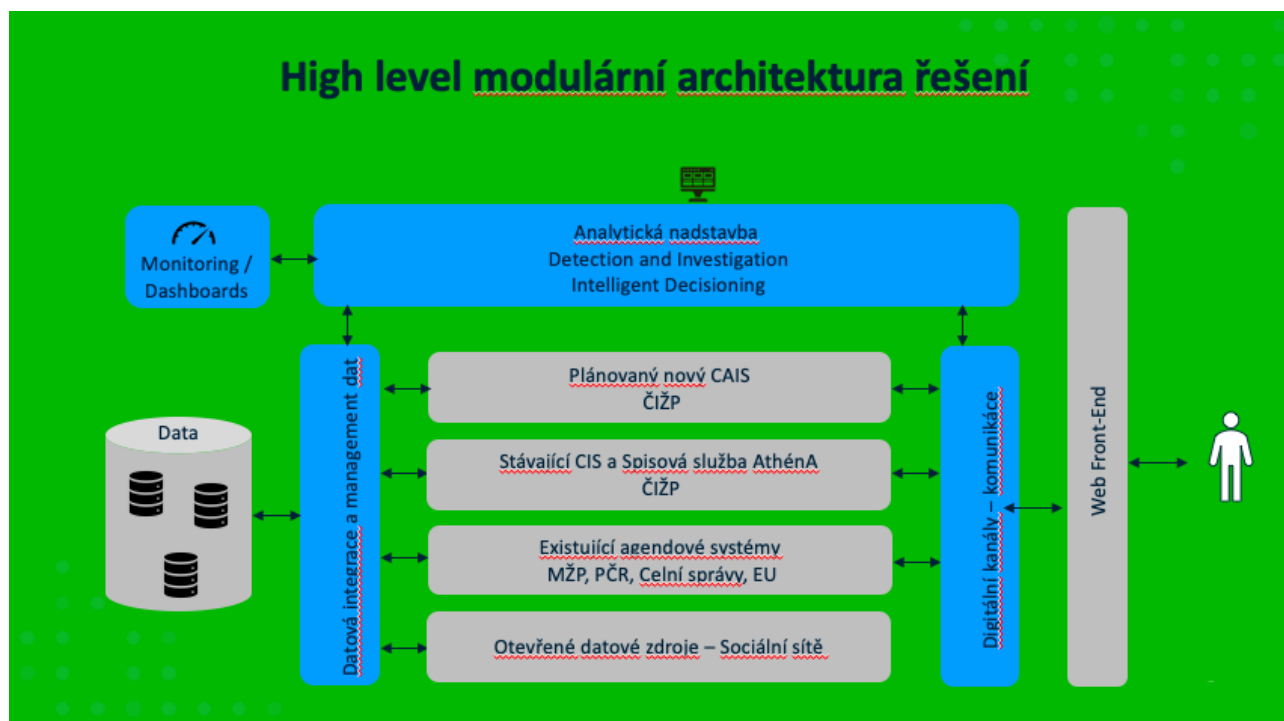 High level modulární architektura řešení
Analytická nadstavba
Detection and Investigation
Intelligent Decisioning
Monitoring /
Dashboards
Datová integrace a management dat
Plánovaný nový CAIS
ČIŽP
Data
Stávající CIS a Spisová služba AthénA
ČIŽP
Existující agendové systémy
MŽP, PČR, Celní správy, EU
Otevřené datové zdroje – Sociální sítě
Digitální kanály – komunikáce
Web Front-End